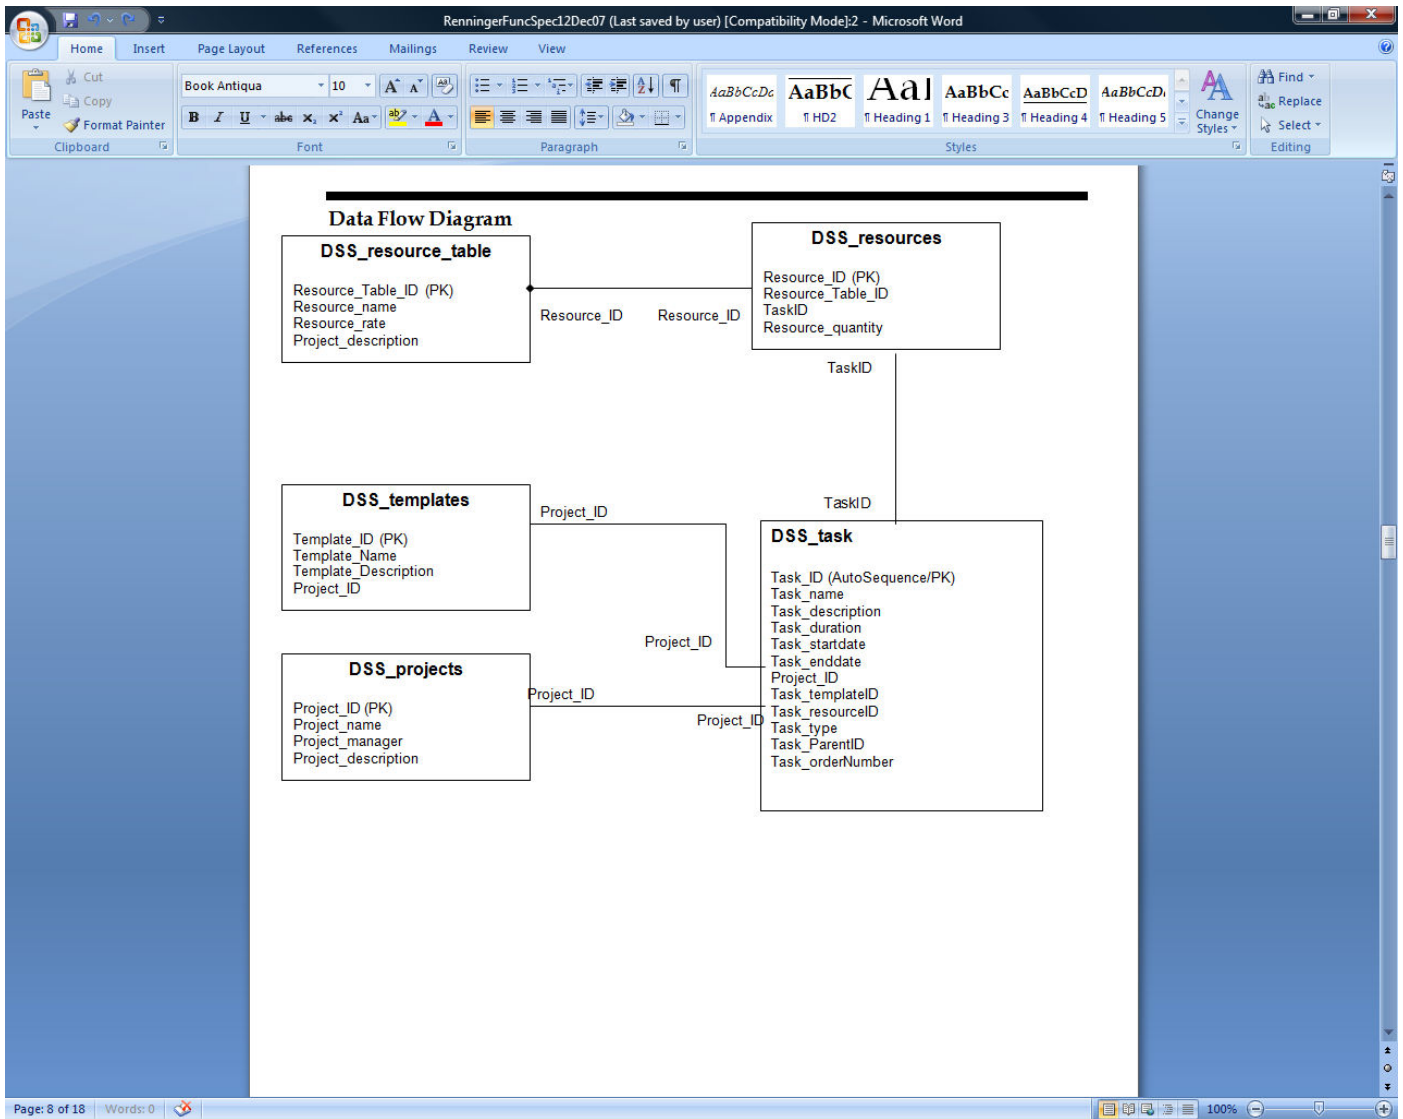 RenningerFuncSpec12Dec07 (Last saved by user) [Compatibility Mode]:2 - Microsoft Word
Home Insert Page Layout References Mailings Review View
Paste
Cut
Copy
Format Painter
Clipboard
Book Antiqua 10
Font
Paragraph
AaBbCcDc AaBbC AaI AaBbCc AaBbCcD AaBbCcD
¶ Appendix ¶ HD2 ¶ Heading 1 ¶ Heading 3 ¶ Heading 4 ¶ Heading 5
Change Styles
Styles
Find
Replace
Select
Editing
Data Flow Diagram
DSS_resource_table
Resource_Table_ID (PK)
Resource_name
Resource_rate
Project_description
Resource_ID Resource_ID
DSS_resources
Resource_ID (PK)
Resource_Table_ID
TaskID
Resource_quantity
TaskID
TaskID
DSS_templates
Template_ID (PK)
Template_Name
Template_Description
Project_ID
Project_ID
Project_ID
DSS_projects
Project_ID (PK)
Project_name
Project_manager
Project_description
Project_ID
Project_ID
DSS_task
Task_ID (AutoSequence/PK)
Task_name
Task_description
Task_duration
Task_startdate
Task_enddate
Project_ID
Task_templateID
Task_resourceID
Task_type
Task_ParentID
Task_orderNumber
Page: 8 of 18 Words: 0 100%